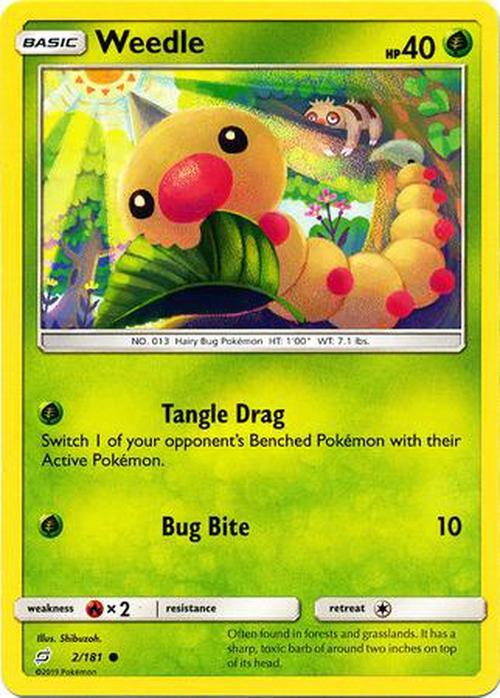 BASIC Weedle HP40
NO. 013 Hairy Bug Pokémon HT: 1'00" WT: 7.1 lbs.
Tangle Drag
Switch 1 of your opponent's Benched Pokémon with their
Active Pokémon.
Bug Bite 10
weakness ×2 resistance retreat
Illus. Shibuzoh.
2/181
©2019 Pokémon
Often found in forests and grasslands. It has a
sharp, toxic barb of around two inches on top
of its head.